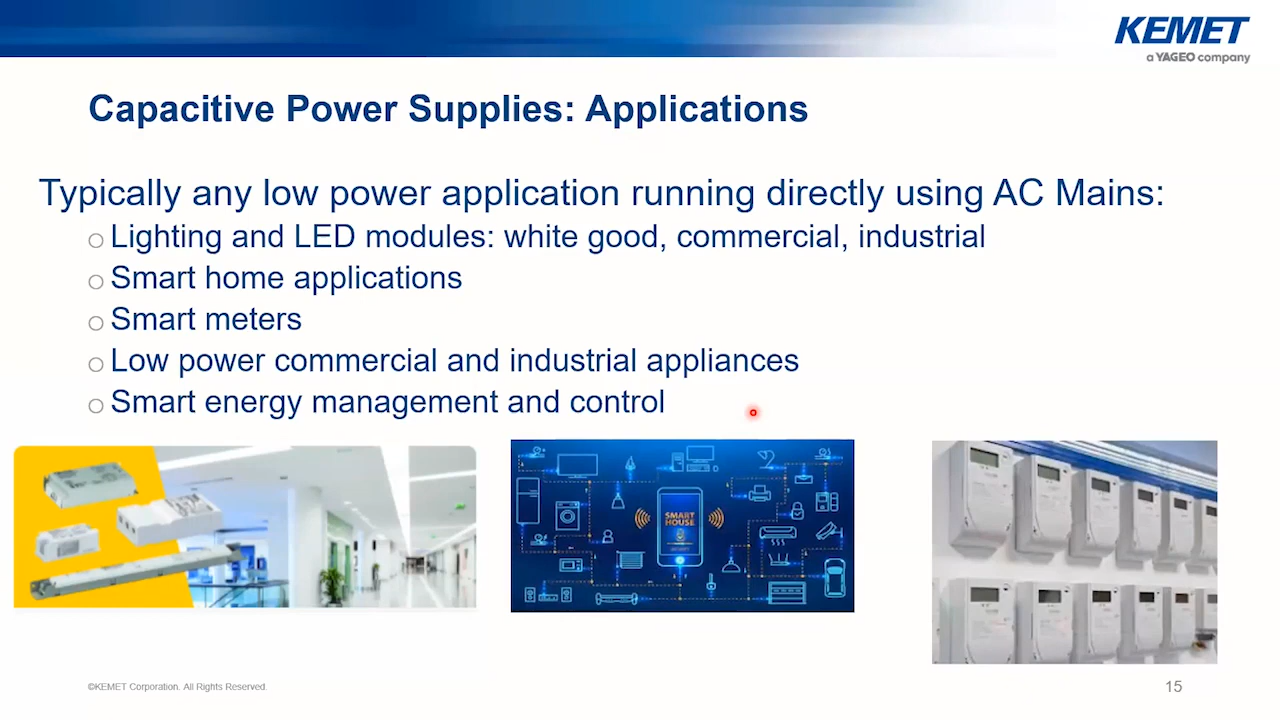 KEMET
a YAGEO company
Capacitive Power Supplies: Applications
Typically any low power application running directly using AC Mains:
Lighting and LED modules: white good, commercial, industrial
Smart home applications
Smart meters
Low power commercial and industrial appliances
Smart energy management and control
SMART
HOUSE
©KEMET Corporation. All Rights Reserved.
15